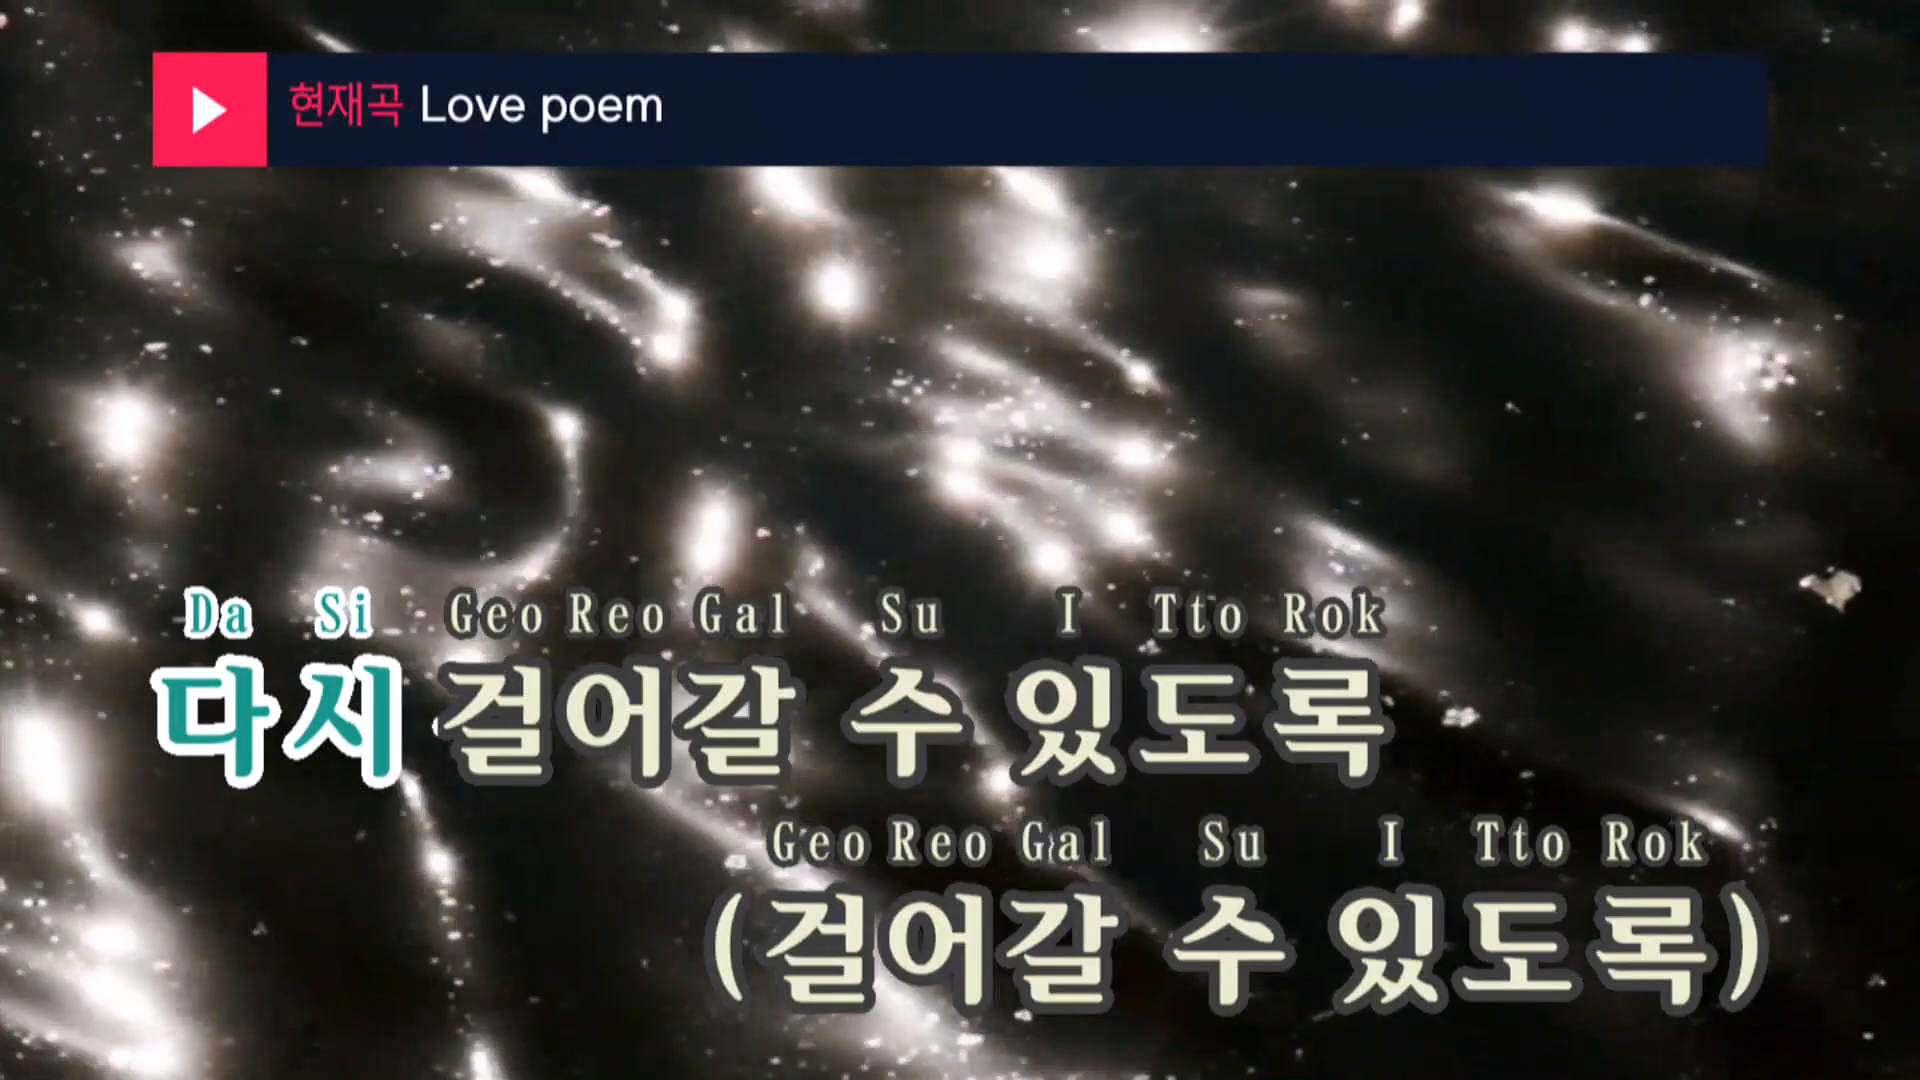 현재곡 Love poem
Da Si Geo Reo Gal Su I Tto Rok
다시 걸어갈 수 있도록
Geo Reo Gal Su I Tto Rok
(걸어갈 수 있도록)